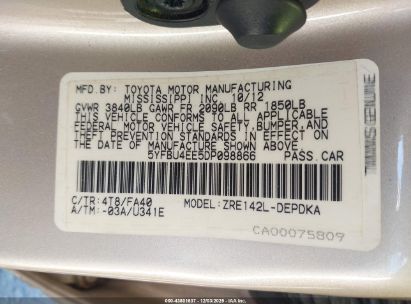 MFD. BY: TOYOTA MOTOR MANUFACTURING
MISSISSIPPI INC 10/12
GVWR 3840LB GAWR FR 2090LB RR 1850LB
THIS VEHICLE CONFORMS TO ALL APPLICABLE
FEDERAL MOTOR VEHICLE SAFETY, BUMPER, AND
THEFT PREVENTION STANDARDS IN EFFECT ON
THE DATE OF MANUFACTURE SHOWN ABOVE.
5YFBU4EE5DP098866 PASS.CAR
C/TR:4T8/FA40
A/TM:-03A/U341E
MODEL:ZRE142L-DEPDKA
CA00075809
GENUINE